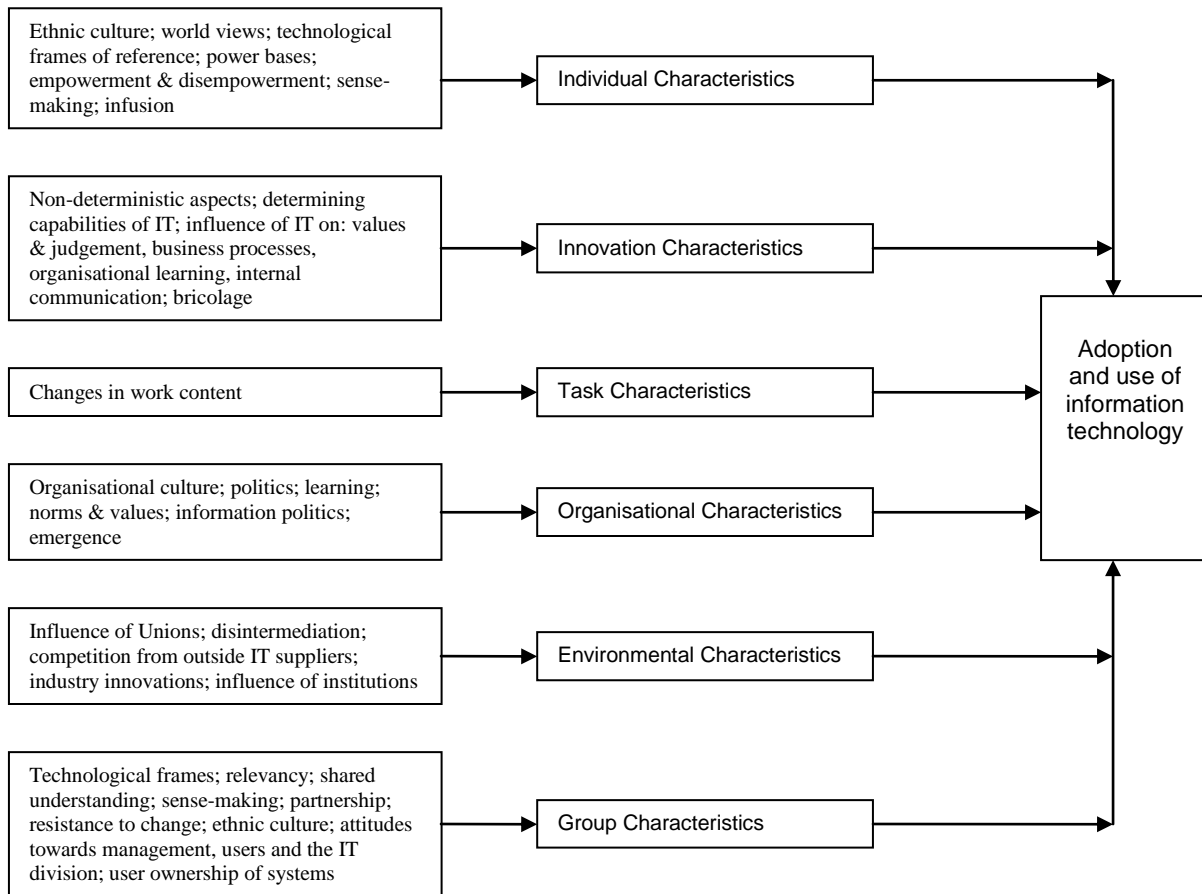 Ethnic culture; world views; technological
frames of reference; power bases;
empowerment & disempowerment; sense-
making; infusion
Individual Characteristics
Non-deterministic aspects; determining
capabilities of IT; influence of IT on: values
& judgement, business processes,
organisational learning, internal
communication; bricolage
Innovation Characteristics
Changes in work content
Task Characteristics
Adoption
and use of
information
technology
Organisational culture; politics; learning;
norms & values; information politics;
emergence
Organisational Characteristics
Influence of Unions; disintermediation;
competition from outside IT suppliers;
industry innovations; influence of institutions
Environmental Characteristics
Technological frames; relevancy; shared
understanding; sense-making; partnership;
resistance to change; ethnic culture; attitudes
towards management, users and the IT
division; user ownership of systems
Group Characteristics